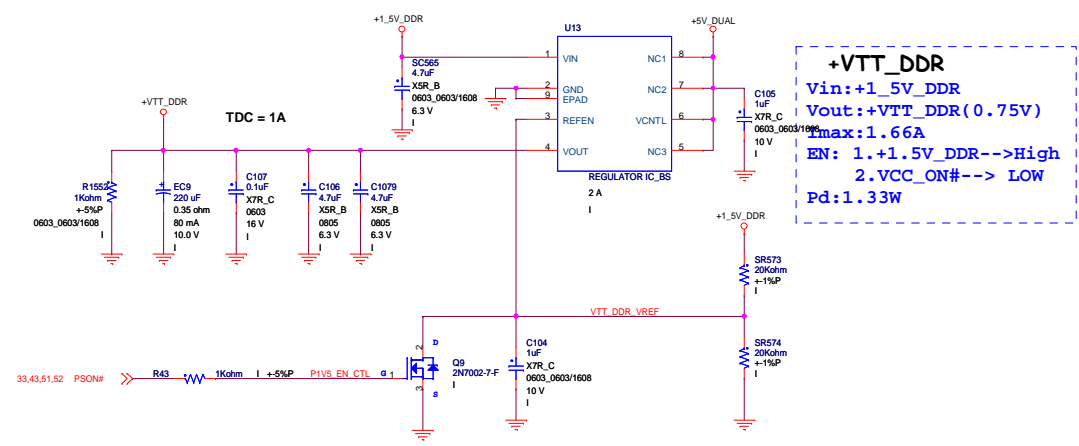 +1_5V_DDR
SC565
4.7uF
X5R_B
0603_0603/1608
6.3 V
I
U13
1 VIN
2 GND
9 EPAD
3 REFEN
4 VOUT
NC1 8
NC2 7
VCNTL 6
NC3 5
REGULATOR IC_BS
2 A
I
+5V_DUAL
C105
1uF
X7R_C
0603_0603/1608
10 V
I
+VTT_DDR
Vin:+1_5V_DDR
Vout:+VTT_DDR(0.75V)
Imax:1.66A
EN: 1.+1.5V_DDR-->High
2.VCC_ON#--> LOW
Pd:1.33W
+VTT_DDR
TDC = 1A
R1552
1Kohm
+-5%P
0603_0603/1608
I
EC9
220 uF
0.35 ohm
80 mA
10.0 V
I
C107
0.1uF
X7R_C
0603
16 V
I
C106
4.7uF
X5R_B
0805
6.3 V
I
C1079
4.7uF
X5R_B
0805
6.3 V
I
+1_5V_DDR
SR573
20Kohm
+-1%P
I
VTT_DDR_VREF
SR574
20Kohm
+-1%P
I
33,43,51,52 PSON#
R43 1Kohm I +-5%P
P1V5_EN_CTL
G 1
2 D
3 S
Q9
2N7002-7-F
I
C104
1uF
X7R_C
0603_0603/1608
10 V
I